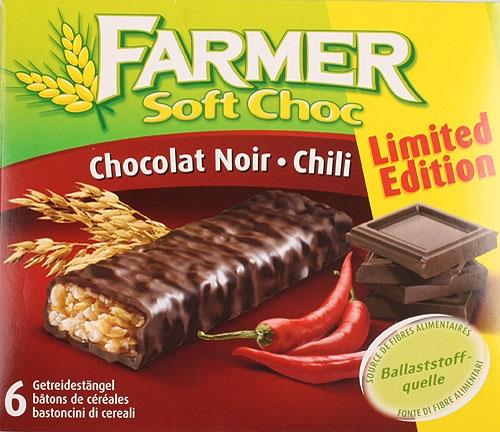 FARMER
Soft Choc
Chocolat Noir • Chili
Limited
Edition
6
Getreidestängel
bâtons de céréales
bastoncini di cereali
SOURCE DE FIBRES ALIMENTAIRES
Ballaststoff-
quelle
FONTE DI FIBRE ALIMENTARI